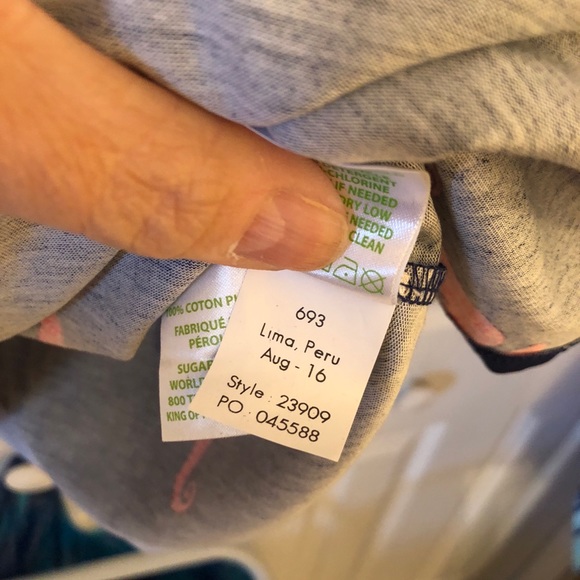 CHLORINE
IF NEEDED
DRY LOW
NEEDED
CLEAN
100% COTON
FABRIQUÉ
PÉROU
SUGAR
WORLD
800
KING OF
693
Lima, Peru
Aug - 16
Style : 23909
PO : 045588